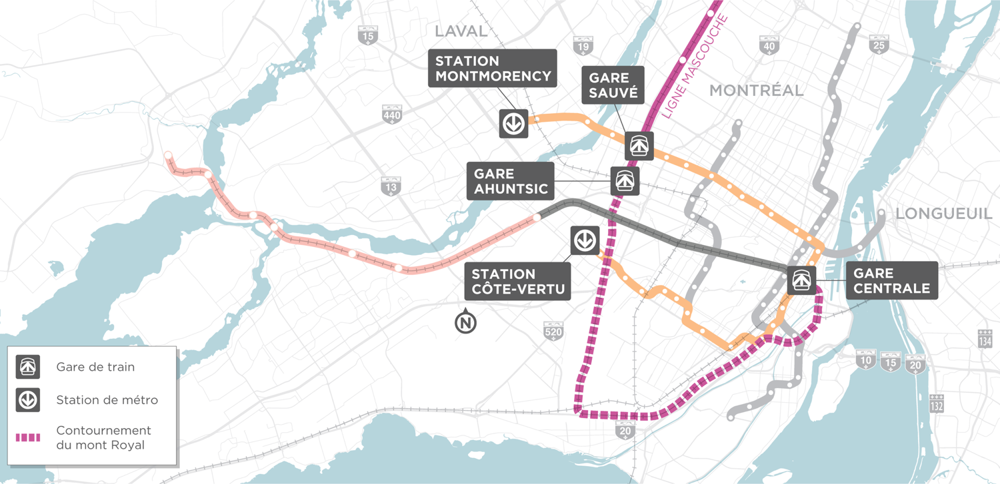 LAVAL
15
19
40
25
STATION
MONTMORENCY
GARE
SAUVÉ
LIGNE MASCOUCHE
MONTRÉAL
440
GARE
AHUNTSIC
13
LONGUEUIL
STATION
CÔTE-VERTU
GARE
CENTRALE
N
520
134
10
15
20
132
20
Gare de train
Station de métro
Contournement
du mont Royal